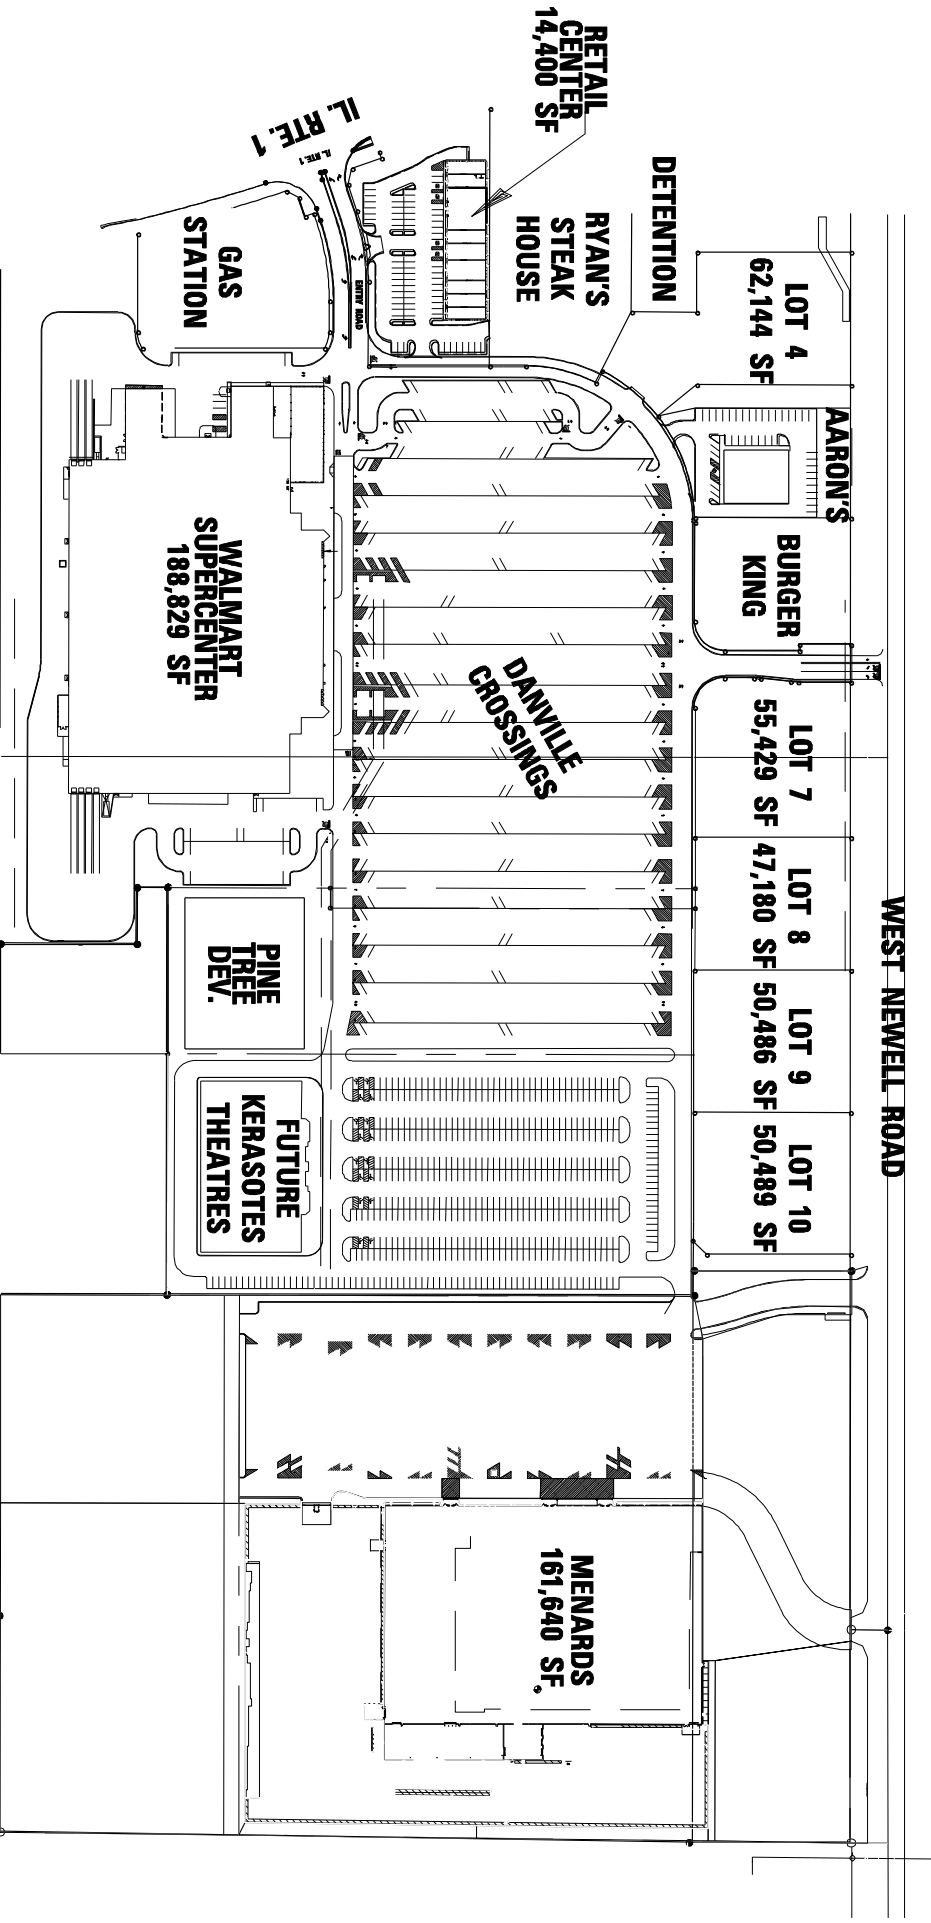 RETAIL
CENTER
14,400 SF
IL. RTE. 1
IL. RTE. 1
ENTRY ROAD
GAS
STATION
RYAN'S
STEAK
HOUSE
DETENTION
LOT 4
62,144 SF
AARON'S
BURGER
KING
WALMART
SUPERCENTER
188,829 SF
DANVILLE
CROSSINGS
LOT 7
55,429 SF
LOT 8
47,180 SF
LOT 9
50,486 SF
LOT 10
50,489 SF
WEST NEWELL ROAD
PINE
TREE
DEV.
FUTURE
KERASOTES
THEATRES
MENARDS
161,640 SF